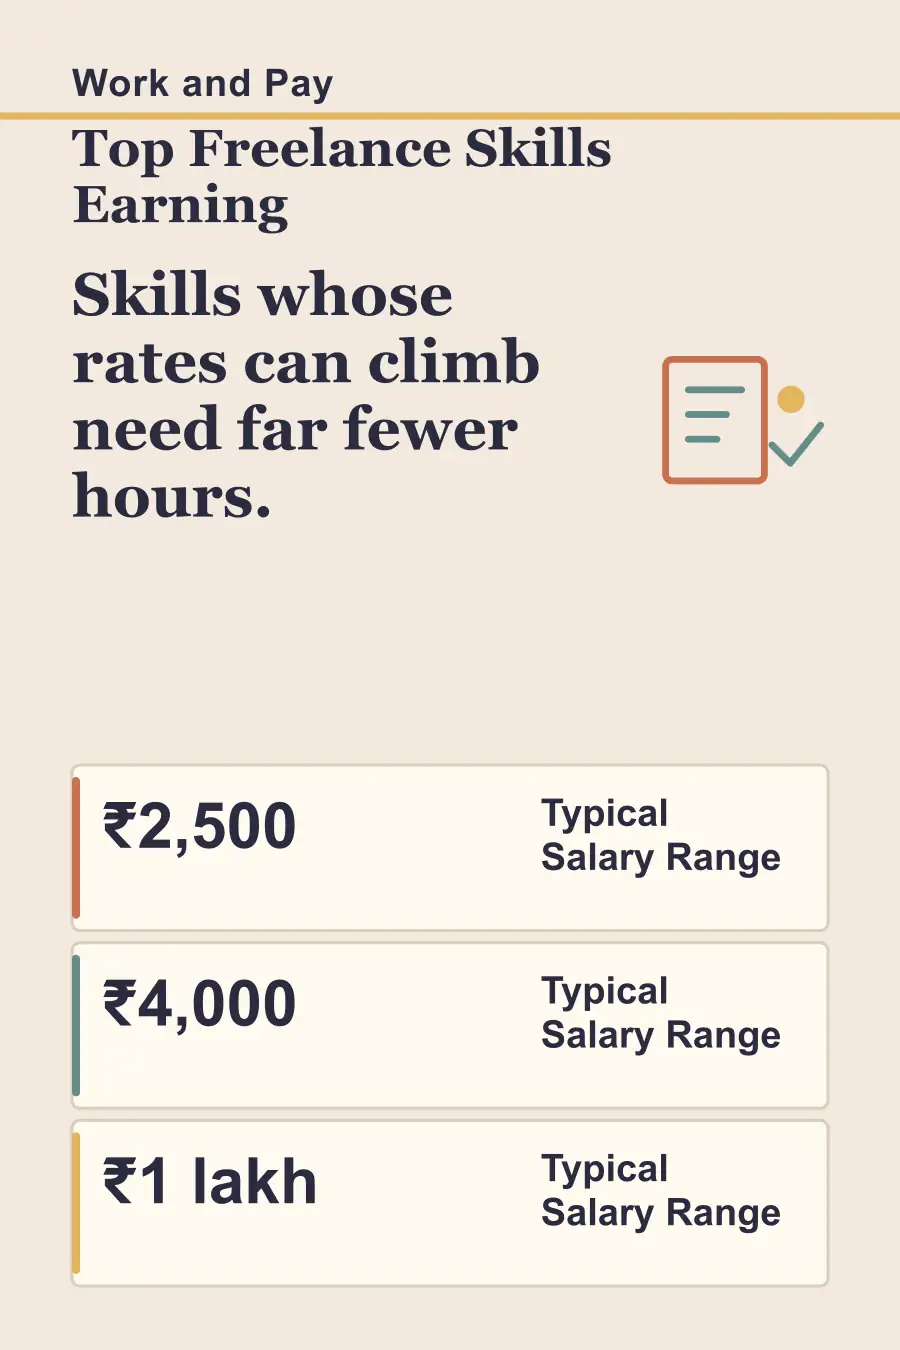 Work and Pay
Top Freelance Skills
Earning
Skills whose
rates can climb
need far fewer
hours.
₹2,500
Typical
Salary Range
₹4,000
Typical
Salary Range
₹1 lakh
Typical
Salary Range